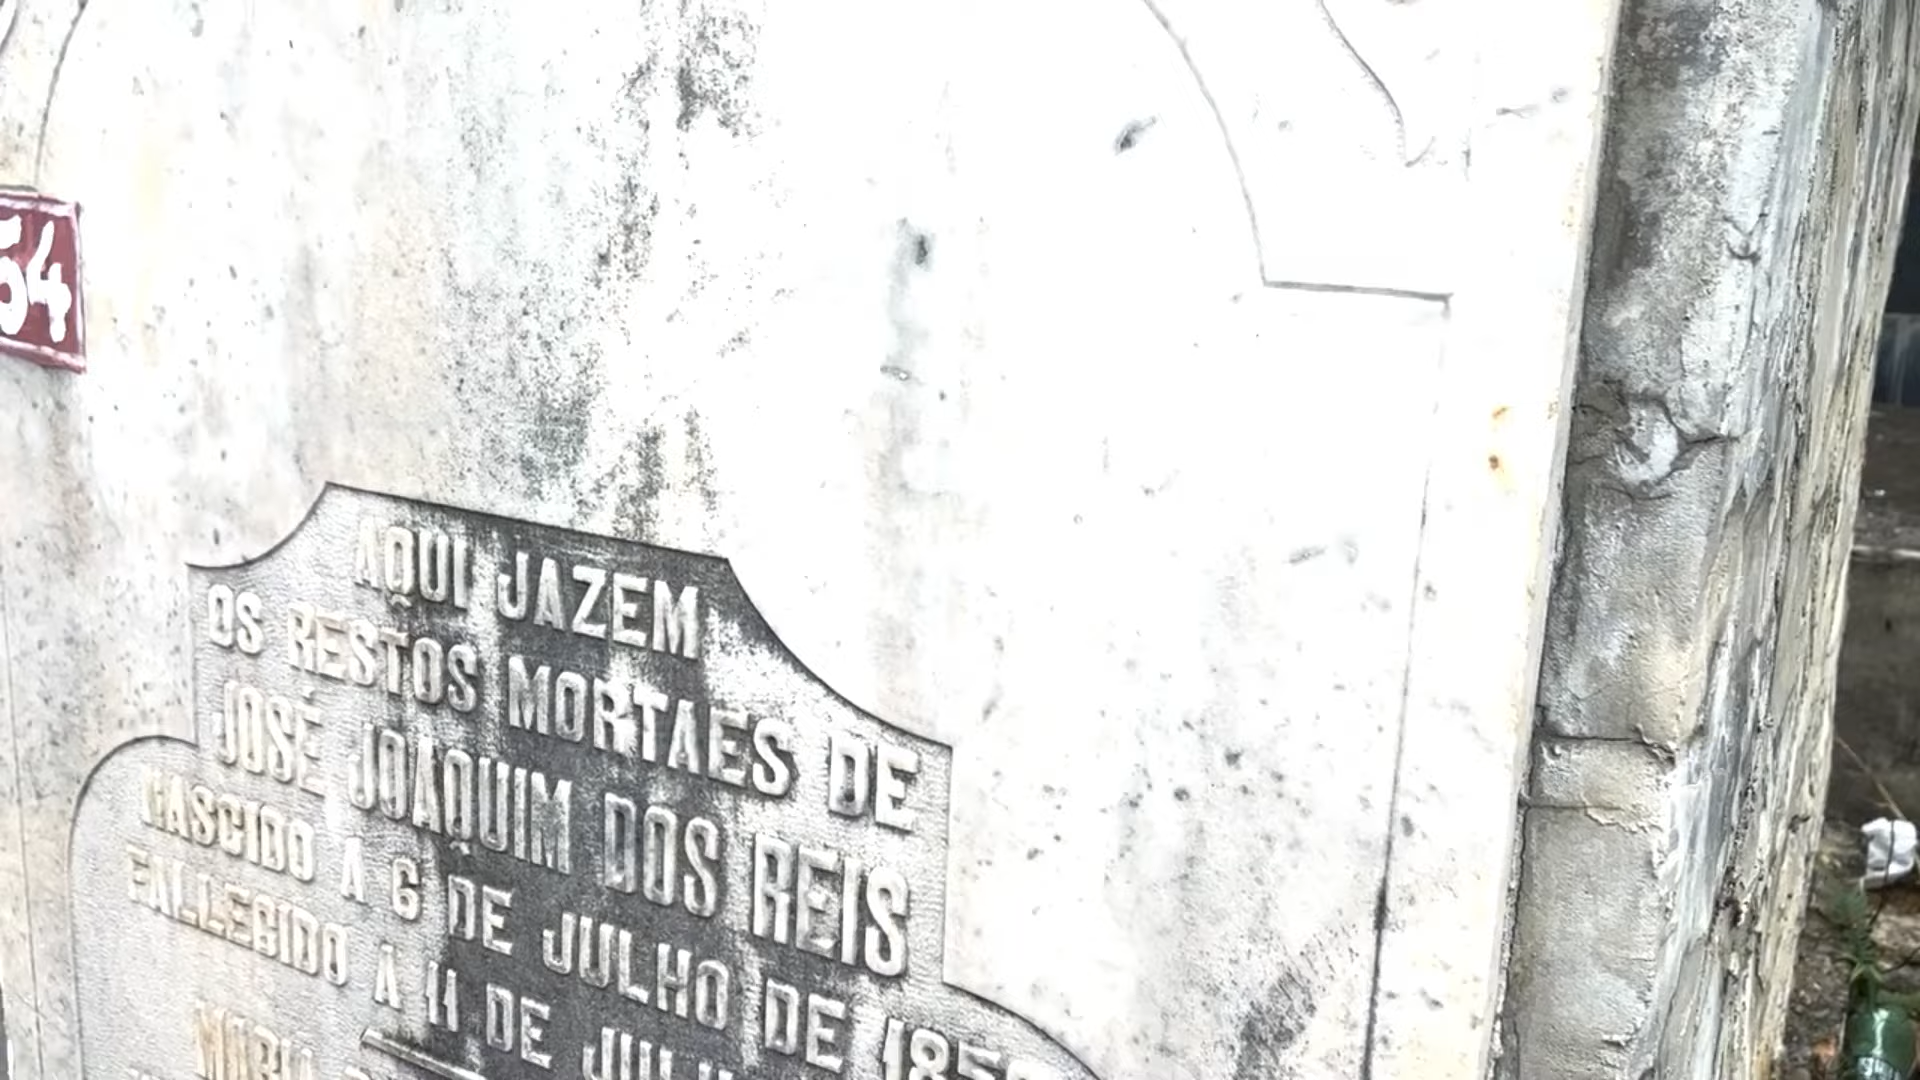 54
AQUI JAZEM
OS RESTOS MORTAES DE
JOSÉ JOAQUIM DOS REIS
NASCIDO A 6 DE JULHO DE 185
FALLECIDO A 11 DE